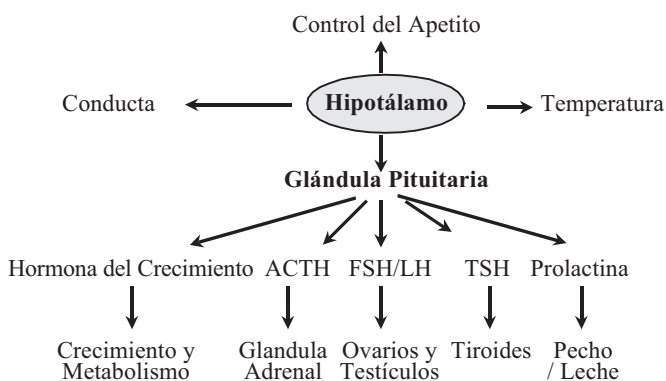 Control del Apetito
Conducta
Hipotálamo
Temperatura
Glándula Pituitaria
Hormona del Crecimiento ACTH FSH/LH TSH Prolactina
Crecimiento y Glandula Ovarios y Tiroides Pecho
Metabolismo Adrenal Testículos / Leche